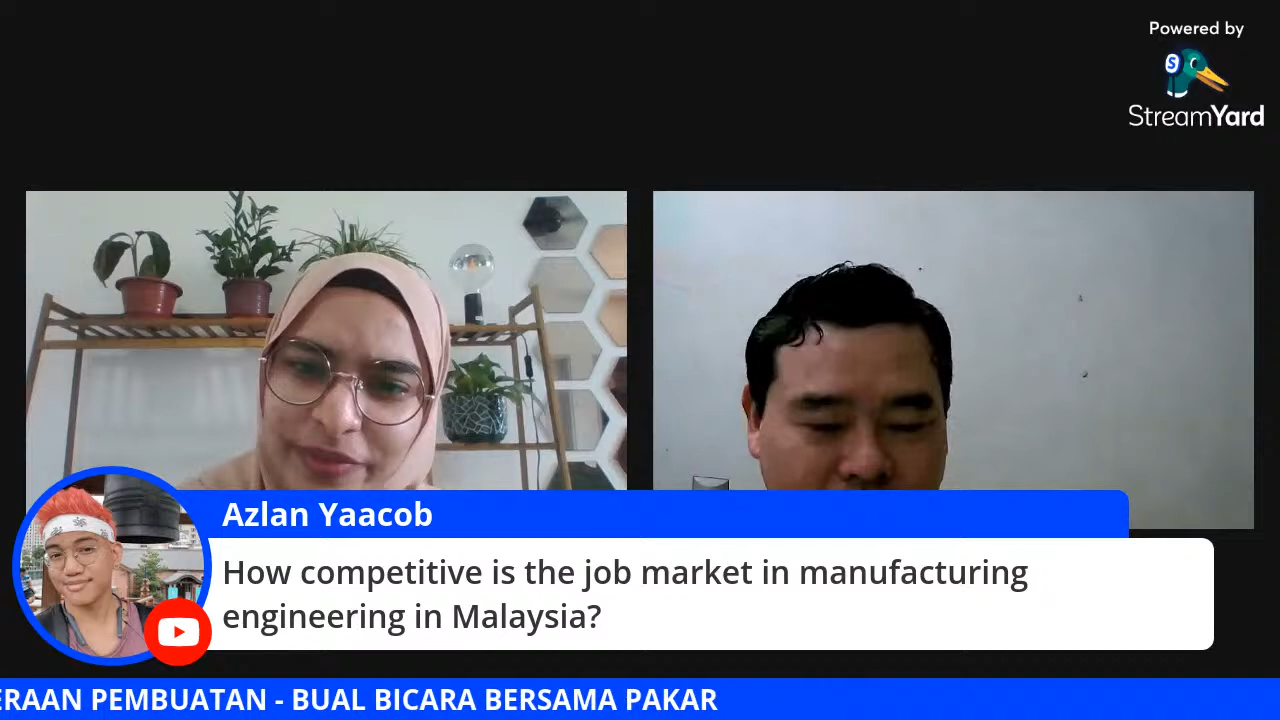 Powered by
StreamYard
Azlan Yaacob
How competitive is the job market in manufacturing
engineering in Malaysia?
ERAAN PEMBUATAN - BUAL BICARA BERSAMA PAKAR